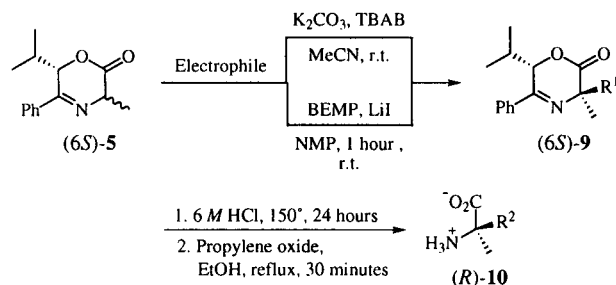 O
O
Ph
N
(6S)-5
Electrophile
K₂CO₃, TBAB
MeCN, r.t.
BEMP, LiI
NMP, 1 hour ,
r.t.
O
O
Ph
N
R¹
(6S)-9
1. 6 M HCl, 150°, 24 hours
2. Propylene oxide,
EtOH, reflux, 30 minutes
⁻O₂C
R²
H₃N⁺
(R)-10